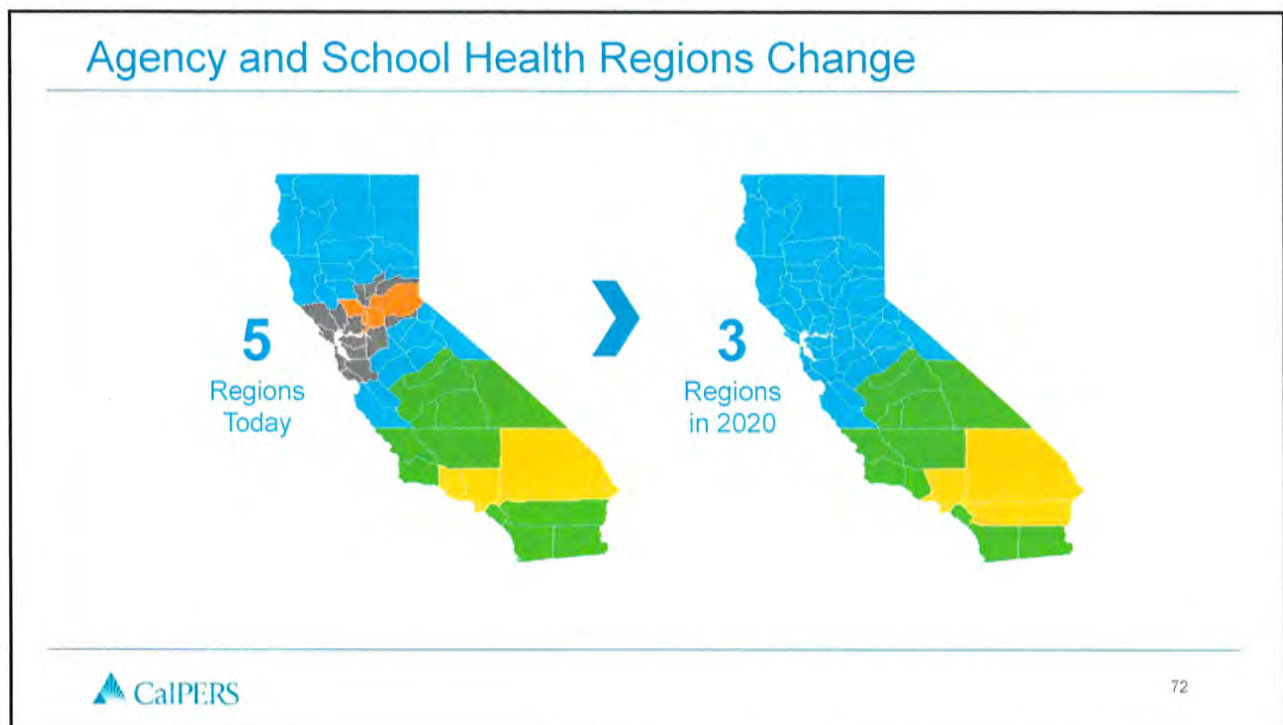 Agency and School Health Regions Change
5
Regions
Today
3
Regions
in 2020
CalPERS
72